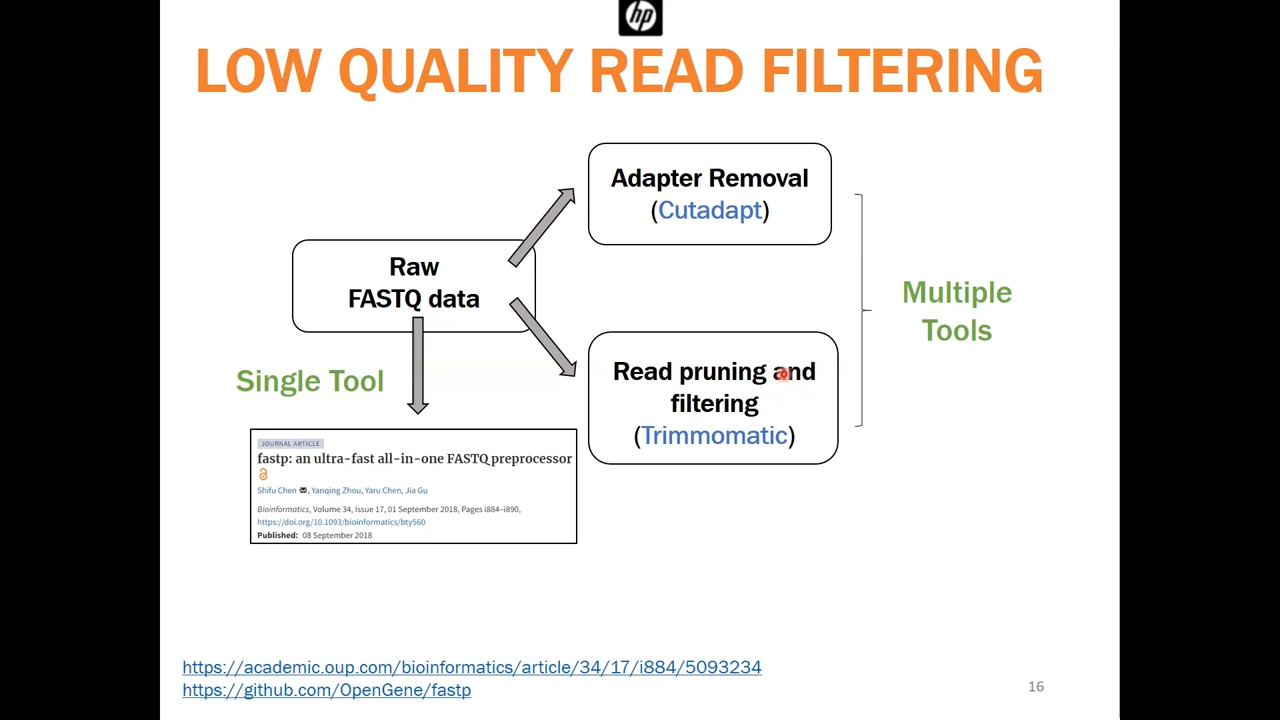 hp
LOW QUALITY READ FILTERING
Adapter Removal
(Cutadapt)
Raw
FASTQ data
Multiple
Tools
Read pruning and
filtering
(Trimmomatic)
Single Tool
JOURNAL ARTICLE
fastp: an ultra-fast all-in-one FASTQ preprocessor
Shifu Chen, Yanqing Zhou, Yaru Chen, Jia Gu
Bioinformatics, Volume 34, Issue 17, 01 September 2018, Pages i884–i890,
https://doi.org/10.1093/bioinformatics/bty560
Published: 08 September 2018
https://academic.oup.com/bioinformatics/article/34/17/i884/5093234
https://github.com/OpenGene/fastp
16